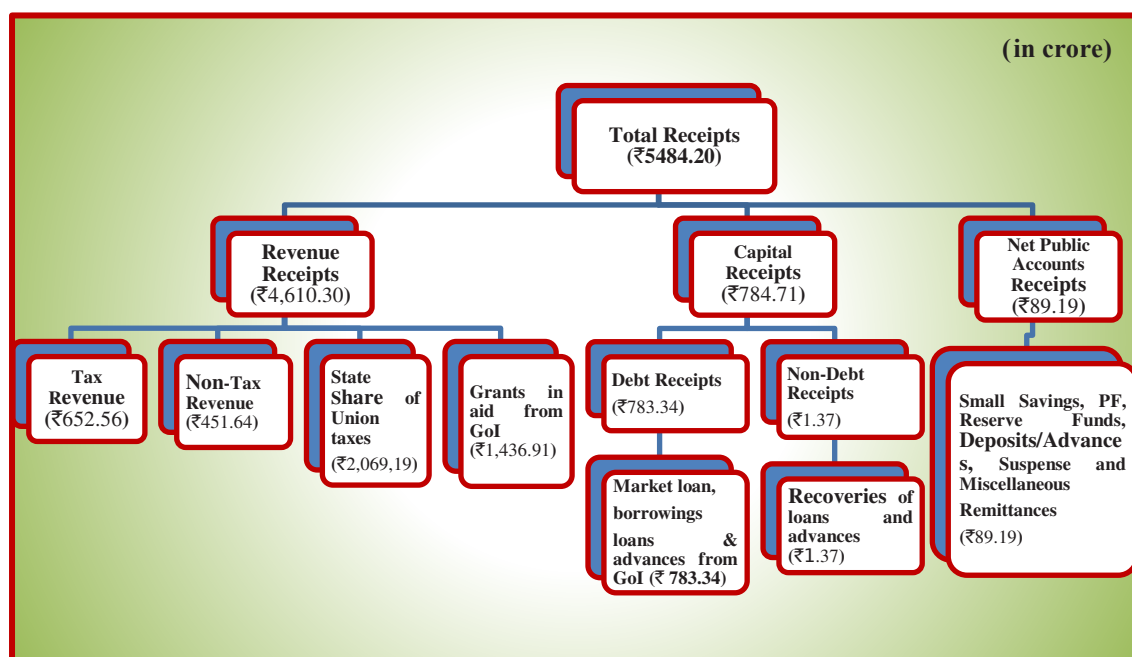 (in crore)
Total Receipts
(₹5484.20)
Revenue
Receipts
(₹4,610.30)
Capital
Receipts
(₹784.71)
Net Public
Accounts
Receipts
(₹89.19)
Tax
Revenue
(₹652.56)
Non-Tax
Revenue
(₹451.64)
State
Share of
Union
taxes
(₹2,069,19)
Grants in
aid from
GoI
(₹1,436.91)
Debt Receipts
(₹783.34)
Non-Debt
Receipts
(₹1.37)
Market loan,
borrowings
loans &
advances from
GoI (₹ 783.34)
Recoveries of
loans and
advances
(₹1.37)
Small Savings, PF,
Reserve Funds,
Deposits/Advance
s, Suspense and
Miscellaneous
Remittances
(₹89.19)